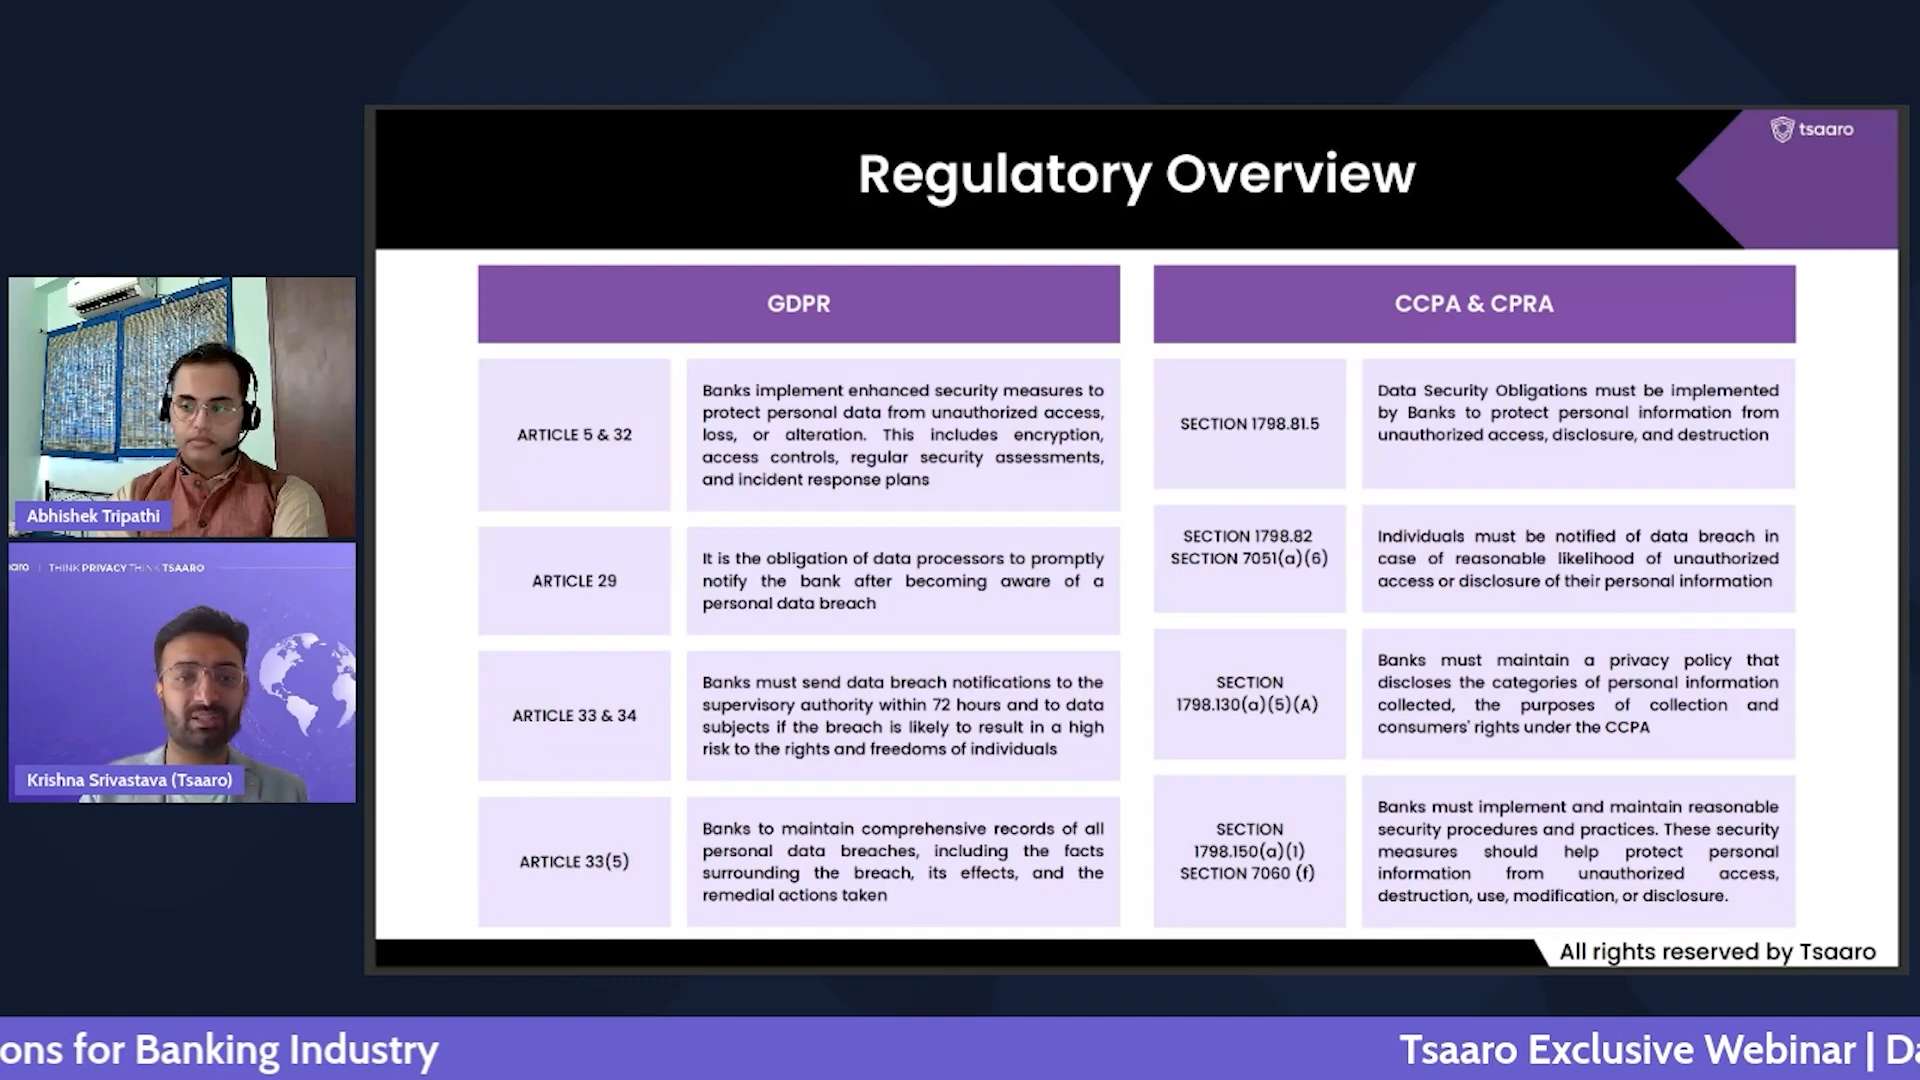 tsaaro
Regulatory Overview
GDPR
ARTICLE 5 & 32
Banks implement enhanced security measures to
protect personal data from unauthorized access,
loss, or alteration. This includes encryption,
access controls, regular security assessments,
and incident response plans
ARTICLE 29
It is the obligation of data processors to promptly
notify the bank after becoming aware of a
personal data breach
ARTICLE 33 & 34
Banks must send data breach notifications to the
supervisory authority within 72 hours and to data
subjects if the breach is likely to result in a high
risk to the rights and freedoms of individuals
ARTICLE 33(5)
Banks to maintain comprehensive records of all
personal data breaches, including the facts
surrounding the breach, its effects, and the
remedial actions taken
CCPA & CPRA
SECTION 1798.81.5
Data Security Obligations must be implemented
by Banks to protect personal information from
unauthorized access, disclosure, and destruction
SECTION 1798.82
SECTION 7051(a)(6)
Individuals must be notified of data breach in
case of reasonable likelihood of unauthorized
access or disclosure of their personal information
SECTION
1798.130(a)(5)(A)
Banks must maintain a privacy policy that
discloses the categories of personal information
collected, the purposes of collection and
consumers' rights under the CCPA
SECTION
1798.150(a)(1)
SECTION 7060 (f)
Banks must implement and maintain reasonable
security procedures and practices. These security
measures should help protect personal
information from unauthorized access,
destruction, use, modification, or disclosure.
All rights reserved by Tsaaro
Abhishek Tripathi
aro | THINK PRIVACY THINK TSAARO
Krishna Srivastava (Tsaaro)
ons for Banking Industry
Tsaaro Exclusive Webinar | Da